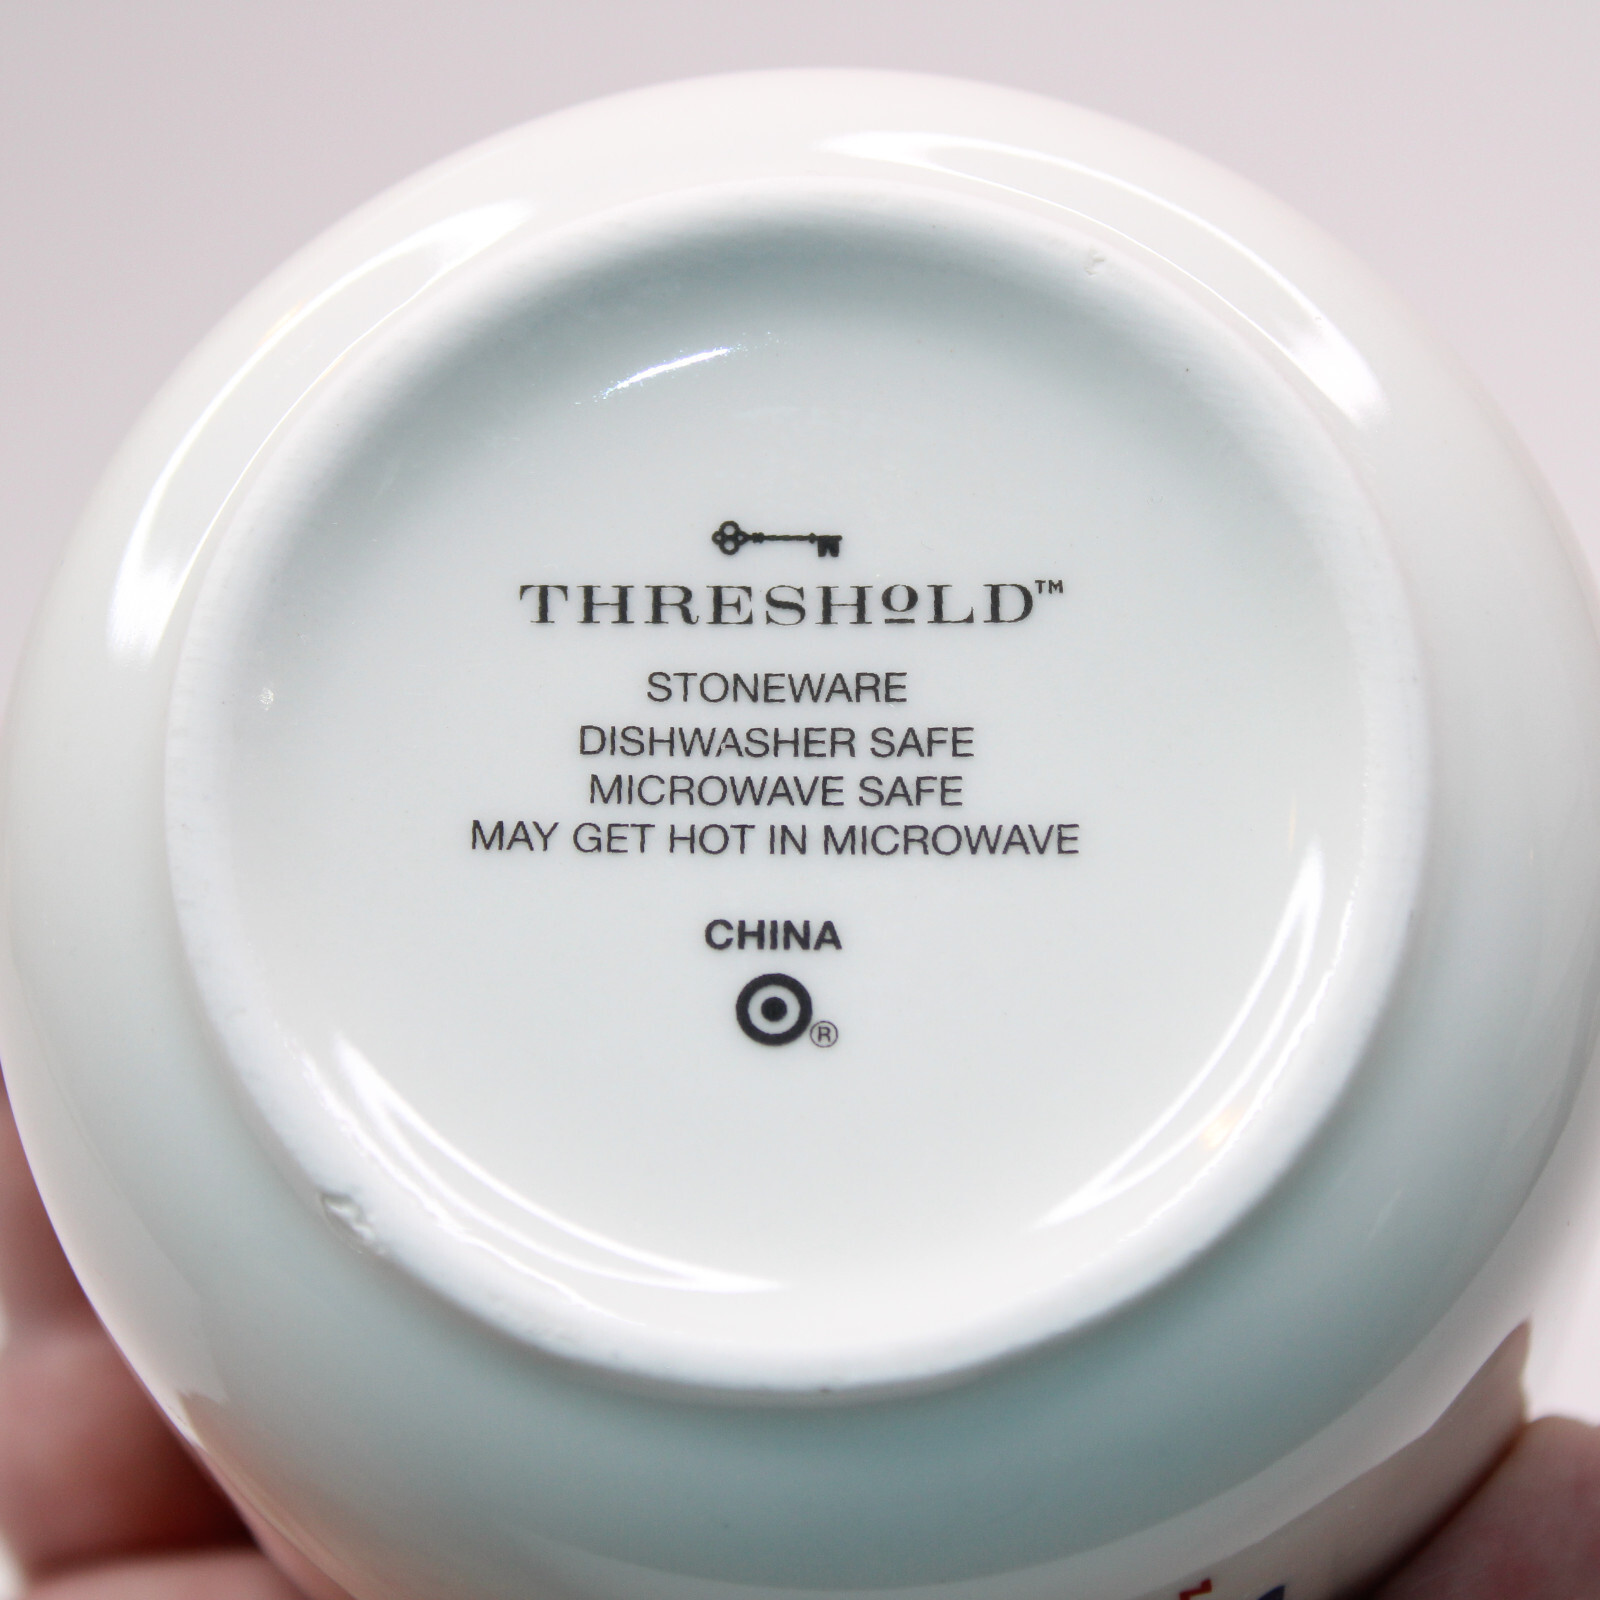 THRESHOLD™
STONEWARE
DISHWASHER SAFE
MICROWAVE SAFE
MAY GET HOT IN MICROWAVE
CHINA
®